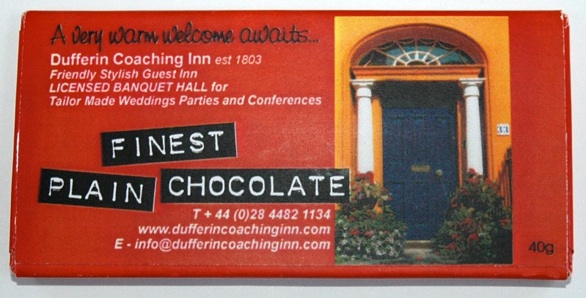 A very warm welcome awaits...
Dufferin Coaching Inn est 1803
Friendly Stylish Guest Inn
LICENSED BANQUET HALL for
Tailor Made Weddings Parties and Conferences
FINEST
PLAIN CHOCOLATE
T + 44 (0)28 4482 1134
www.dufferincoachinginn.com
E - info@dufferincoachinginn.com
33
40g